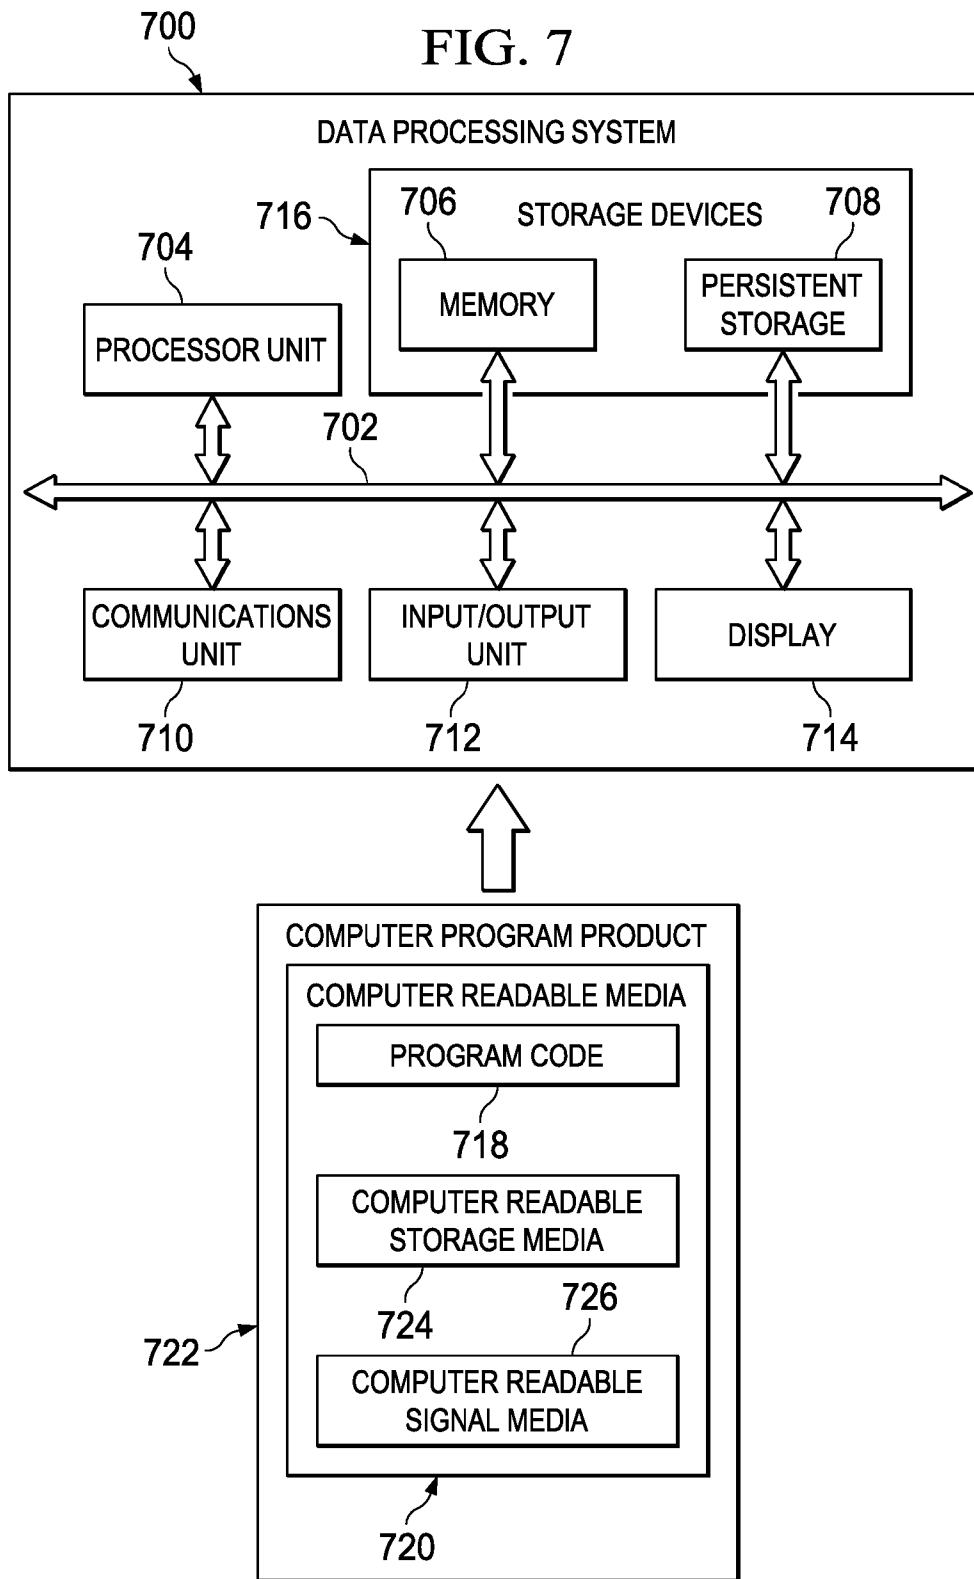 700
FIG. 7
DATA PROCESSING SYSTEM
716
706
STORAGE DEVICES
708
704
MEMORY
PERSISTENT
STORAGE
PROCESSOR UNIT
702
COMMUNICATIONS
UNIT
INPUT/OUTPUT
UNIT
DISPLAY
710
712
714
COMPUTER PROGRAM PRODUCT
COMPUTER READABLE MEDIA
PROGRAM CODE
718
COMPUTER READABLE
STORAGE MEDIA
724
726
722
COMPUTER READABLE
SIGNAL MEDIA
720